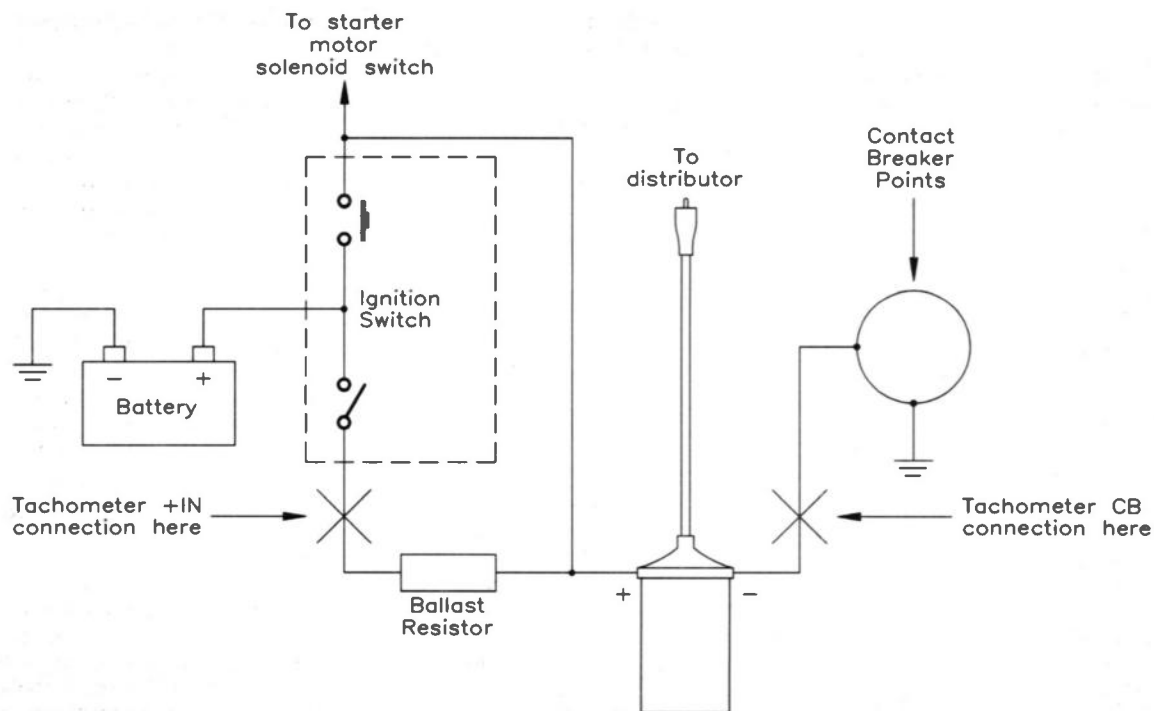 To starter
motor
solenoid switch
To
distributor
Contact
Breaker
Points
Ignition
Switch
- +
Battery
Tachometer +IN
connection here
Tachometer CB
connection here
Ballast
Resistor
+ -